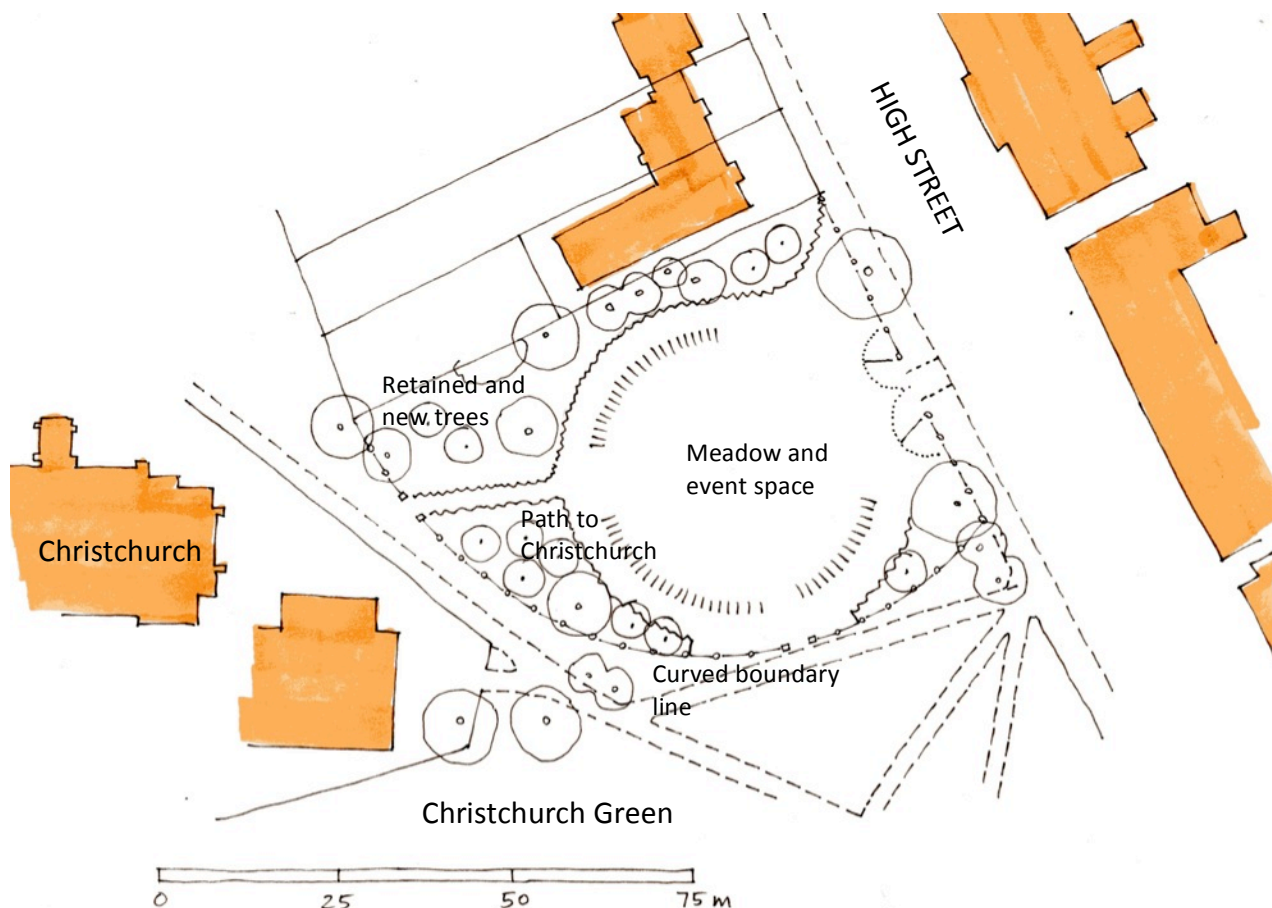 HIGH STREET
Retained and
new trees
Meadow and
event space
Path to
Christchurch
Christchurch
Curved boundary
line
Christchurch Green
0 25 50 75 m